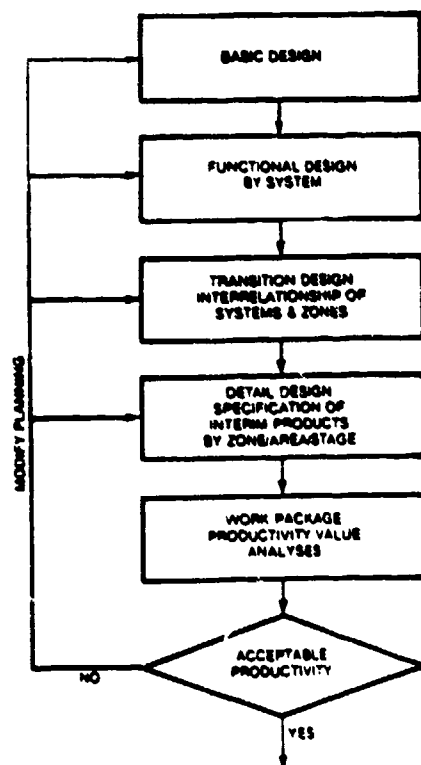 BASIC DESIGN
FUNCTIONAL DESIGN
BY SYSTEM
TRANSITION DESIGN
INTERRELATIONSHIP OF
SYSTEMS & ZONES
DETAIL DESIGN
SPECIFICATION OF
INTERIM PRODUCTS
BY ZONE/AREA/STAGE
MODIFY PLANNING
WORK PACKAGE
PRODUCTIVITY VALUE
ANALYSES
ACCEPTABLE
PRODUCTIVITY
NO
YES